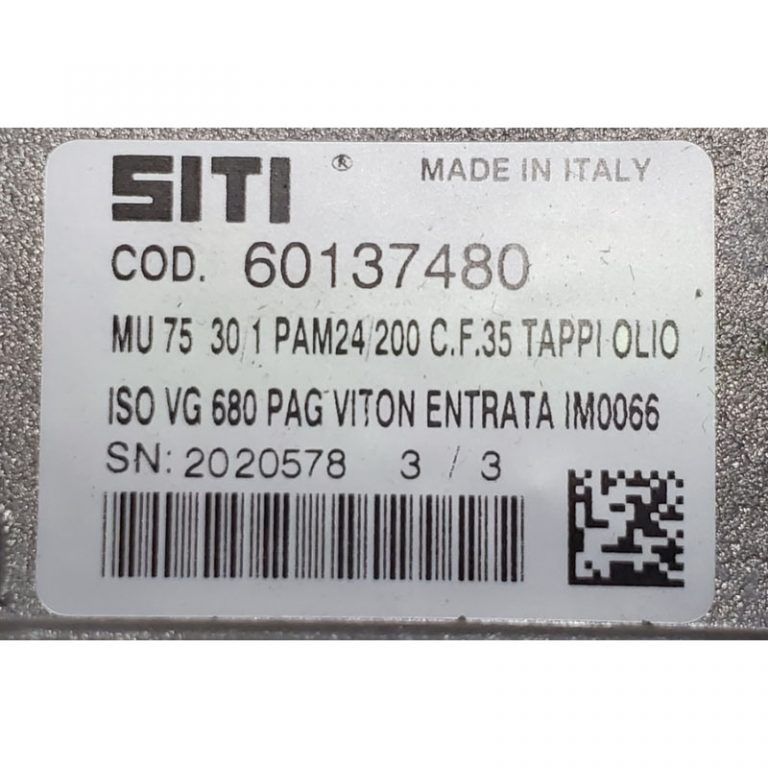 SITI ® MADE IN ITALY
COD. 60137480
MU 75 30/1 PAM24/200 C.F.35 TAPPI OLIO
ISO VG 680 PAG VITON ENTRATA IM0066
SN: 2020578 3 / 3